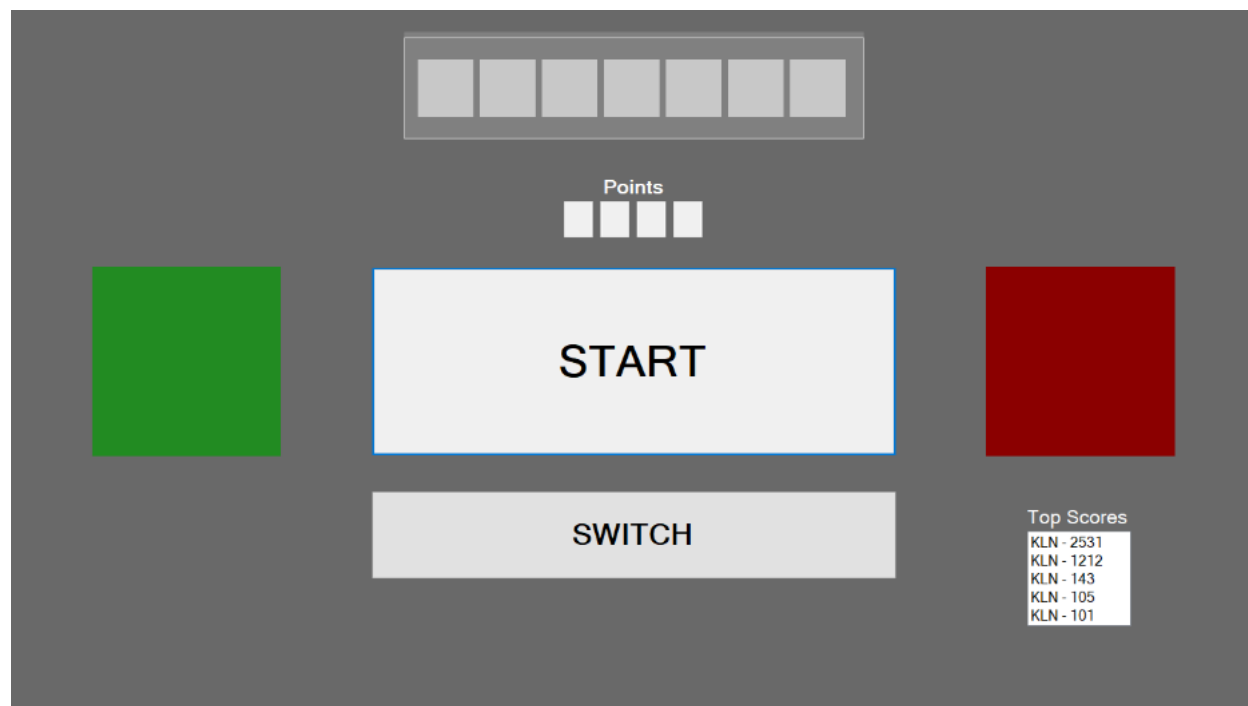 Points
START
SWITCH
Top Scores
KLN - 2531
KLN - 1212
KLN - 143
KLN - 105
KLN - 101